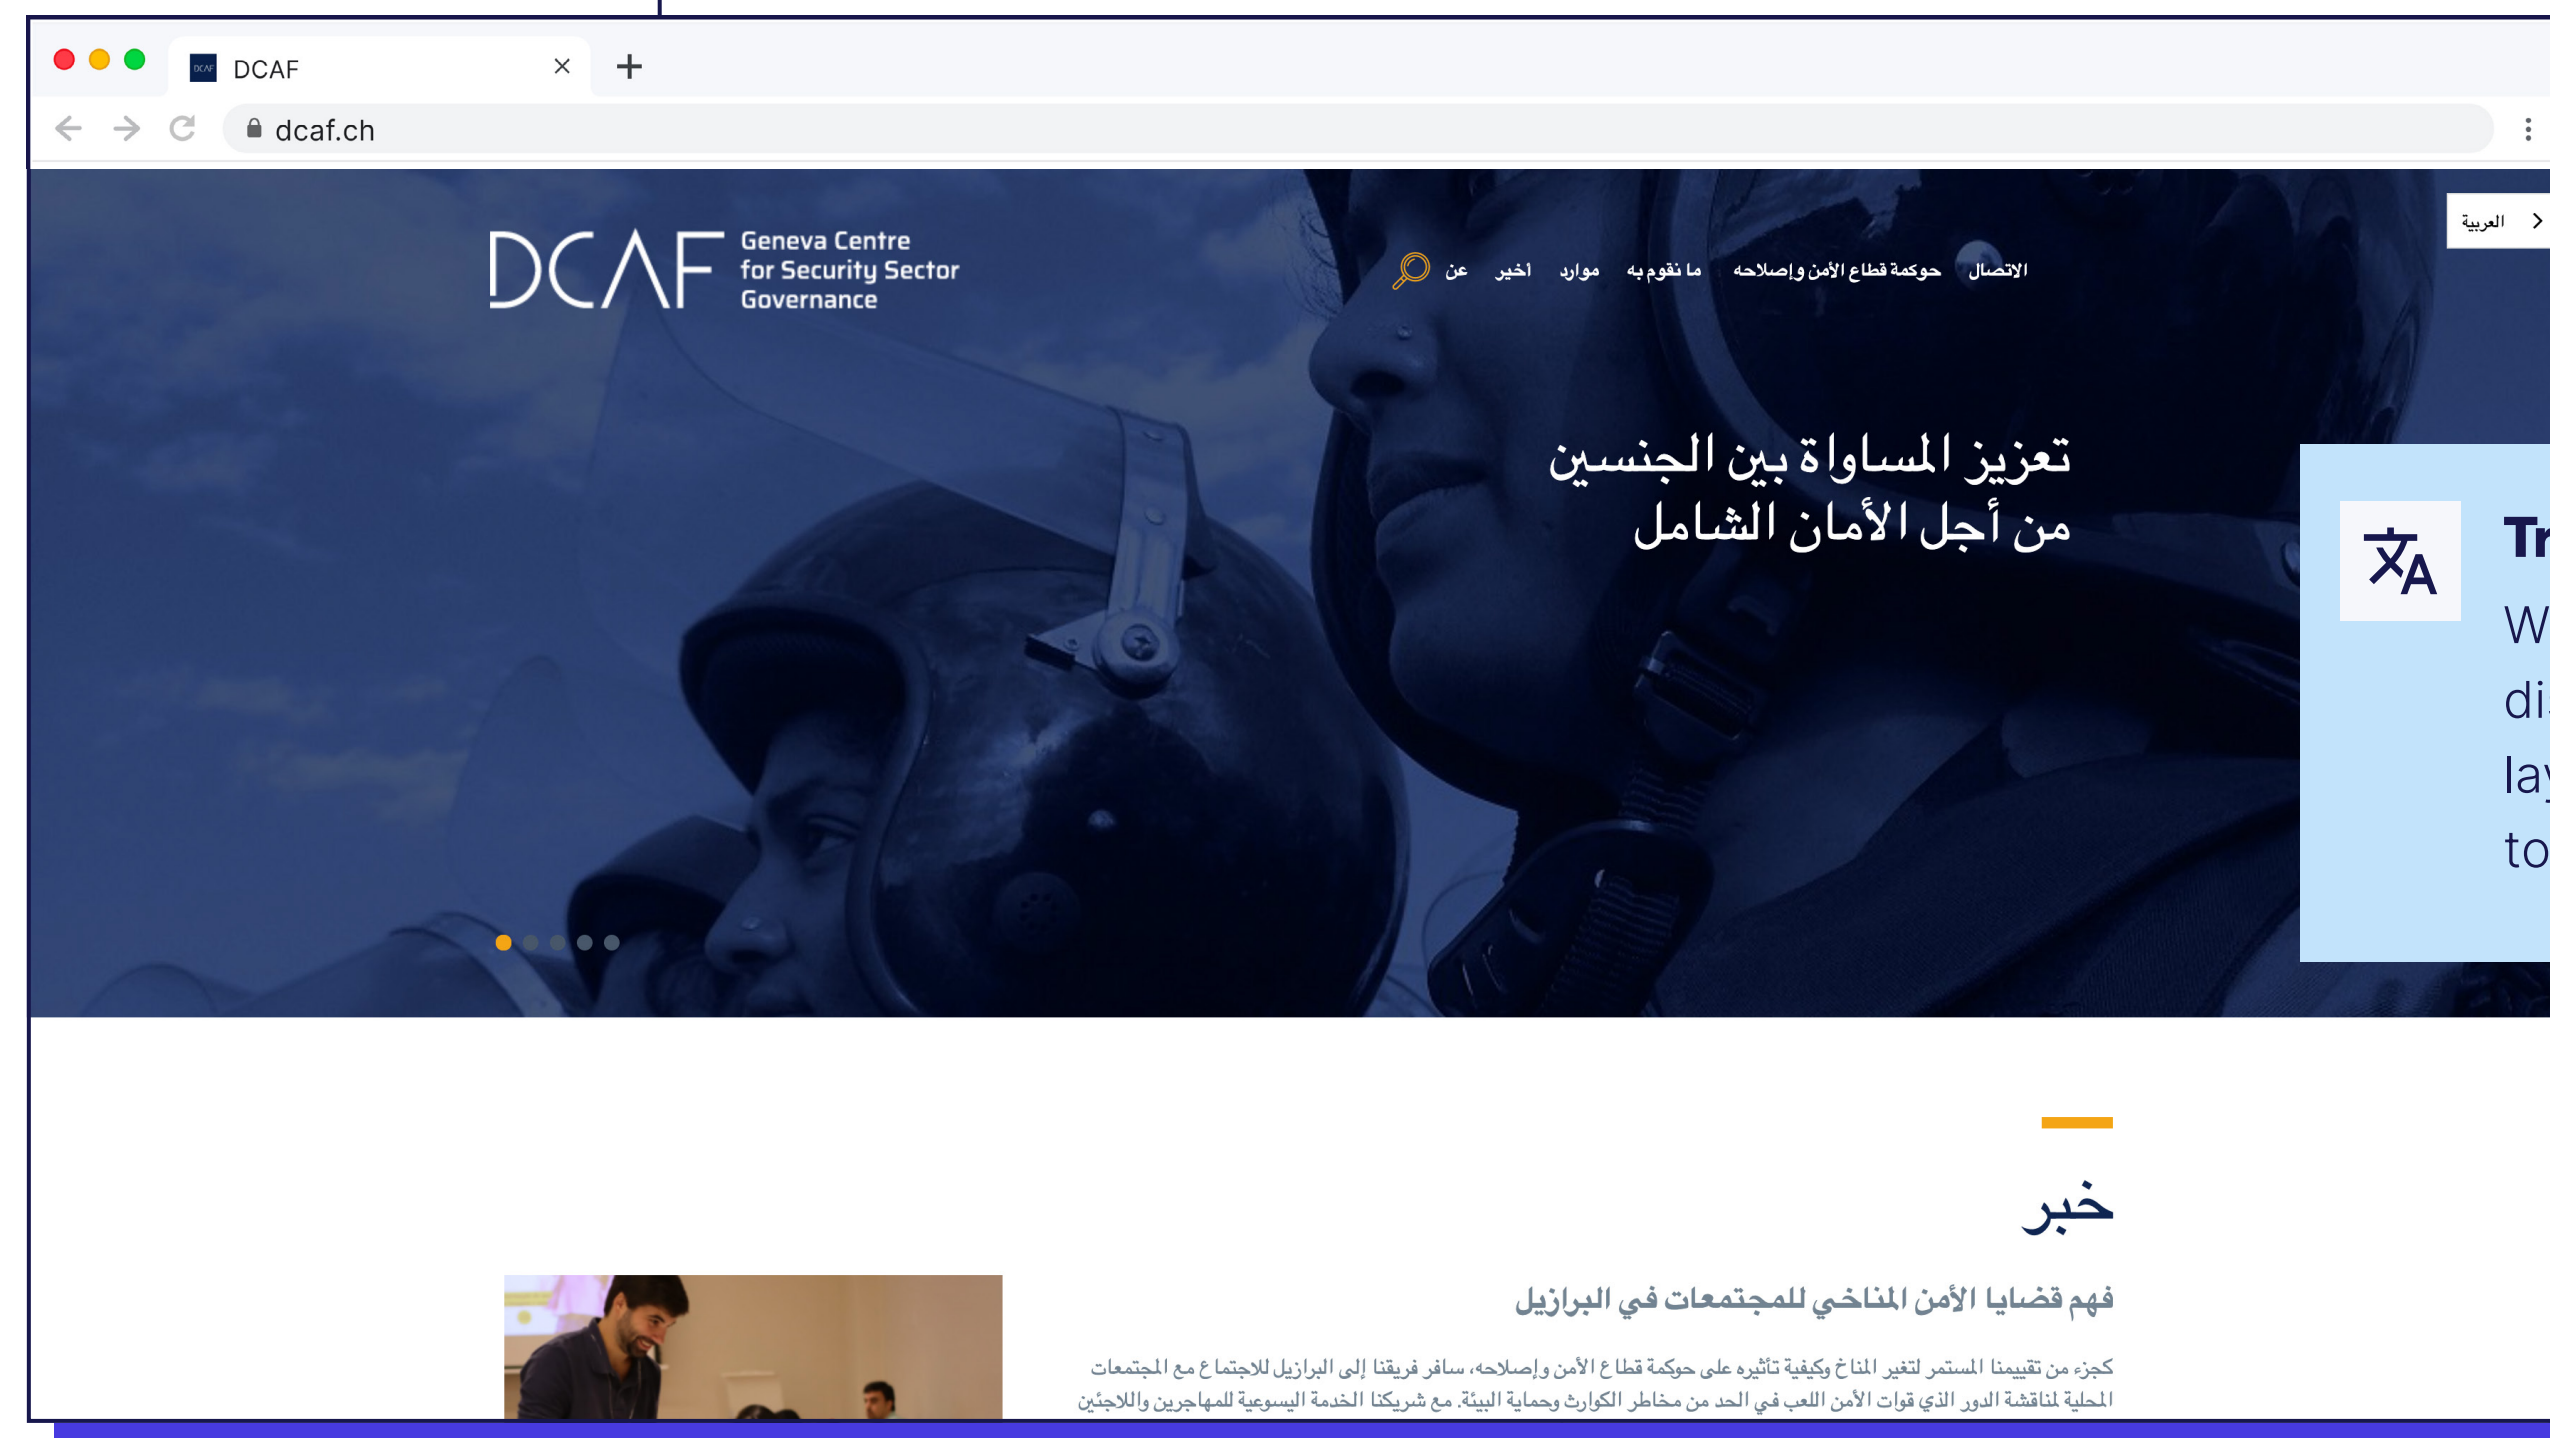 DCAF
dcaf.ch
العربية
DCAF
Geneva Centre
for Security Sector
Governance
الاتصال حوكمة قطاع الأمن وإصلاحه ما نقوم به موارد اخير عن
تعزيز المساواة بين الجنسين
من أجل الأمان الشامل
خبر
فهم قضايا الأمن المناخي للمجتمعات في البرازيل
كجزء من تقييمنا المستمر لتغير المناخ وكيفية تأثيره على حوكمة قطاع الأمن وإصلاحه، سافر فريقنا إلى البرازيل للاجتماع مع المجتمعات
المحلية لمناقشة الدور الذي قوات الأمن اللعب في الحد من مخاطر الكوارث وحماية البيئة. مع شريكنا الخدمة اليسوعية للمهاجرين واللاجئين
to